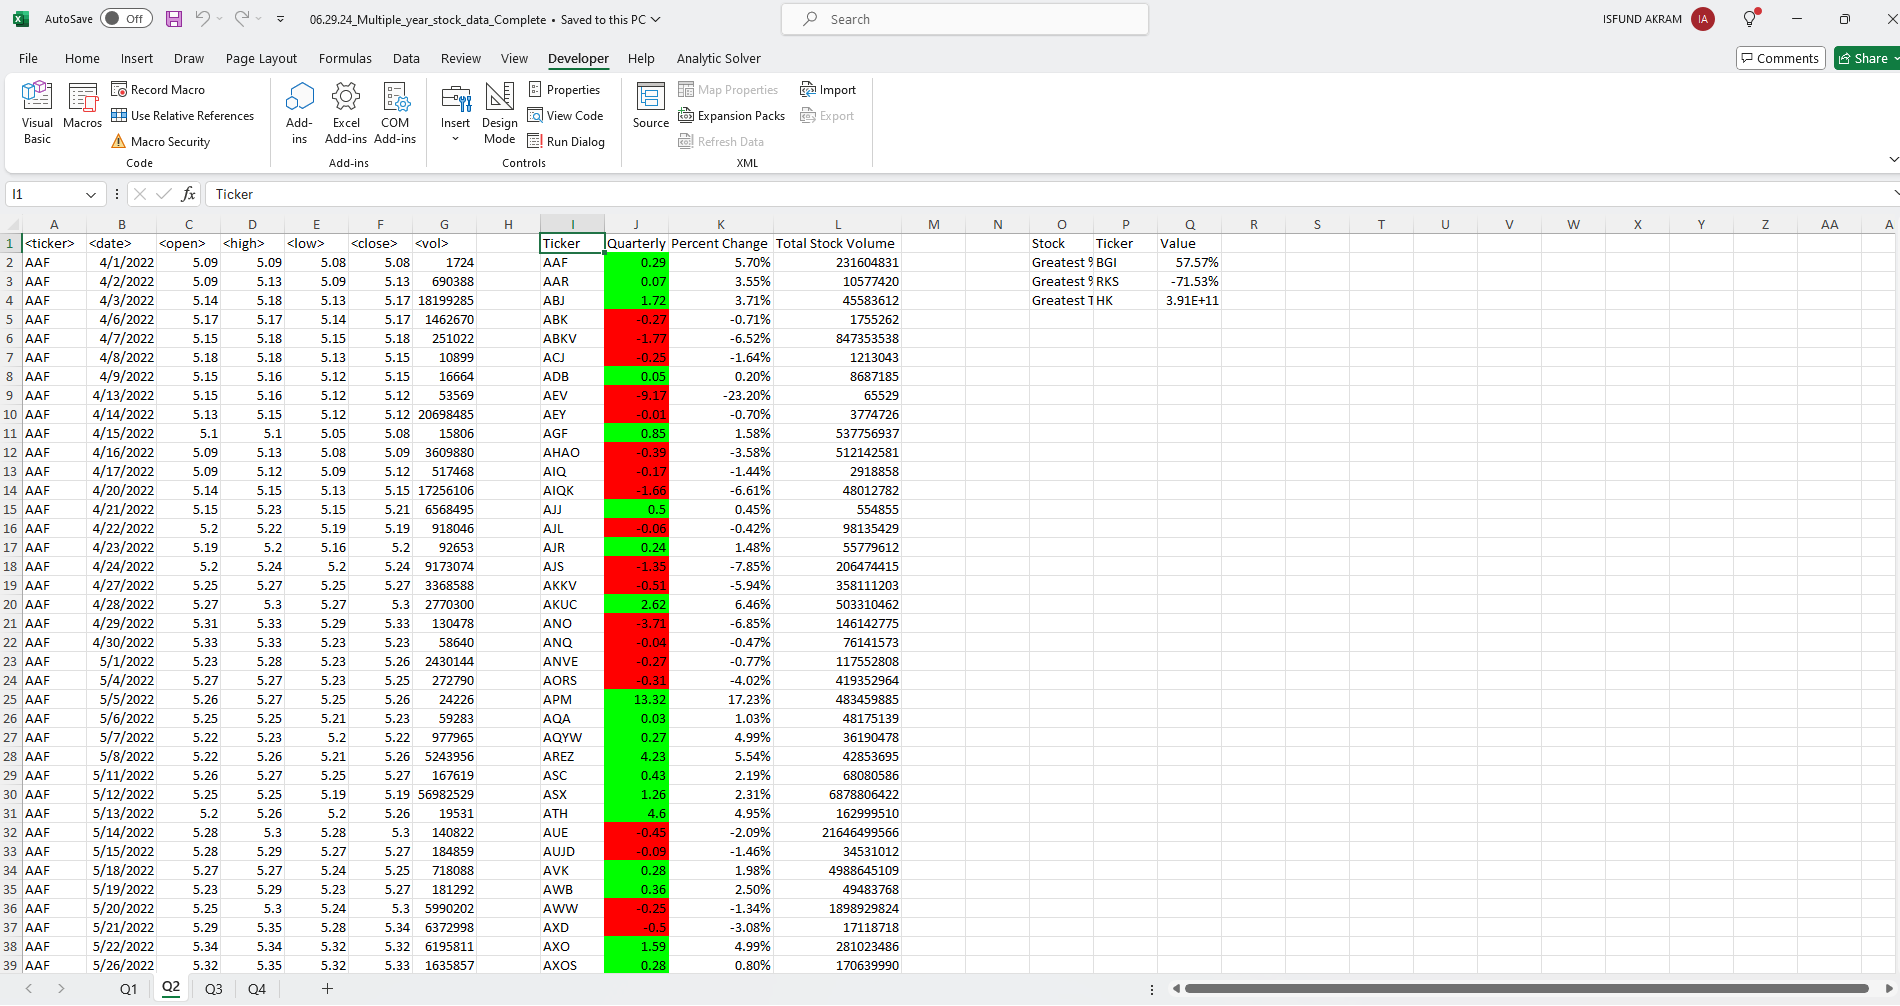 AutoSave Off 06.29.24_Multiple_year_stock_data_Complete • Saved to this PC Search ISFUND AKRAM IA
File Home Insert Draw Page Layout Formulas Data Review View Developer Help Analytic Solver Comments Share
Visual Basic Macros Record Macro Use Relative References Macro Security Code
Add-ins Excel Add-ins COM Add-ins Add-ins
Insert Design Mode Properties View Code Run Dialog Controls
Source Map Properties Expansion Packs Refresh Data Import Export XML
I1 fx Ticker
A B C D E F G H I J K L M N O P Q R S T U V W X Y Z AA A
1 <ticker> <date> <open> <high> <low> <close> <vol> Ticker Quarterly Percent Change Total Stock Volume Stock Ticker Value
2 AAF 4/1/2022 5.09 5.09 5.08 5.08 1724 AAF 0.29 5.70% 231604831 Greatest % BGI 57.57%
3 AAF 4/2/2022 5.09 5.13 5.09 5.13 690388 AAR 0.07 3.55% 10577420 Greatest % RKS -71.53%
4 AAF 4/3/2022 5.14 5.18 5.13 5.17 18199285 ABJ 1.72 3.71% 45583612 Greatest T HK 3.91E+11
5 AAF 4/6/2022 5.17 5.17 5.14 5.17 1462670 ABK -0.27 -0.71% 1755262
6 AAF 4/7/2022 5.15 5.18 5.15 5.18 251022 ABKV -1.77 -6.52% 847353538
7 AAF 4/8/2022 5.18 5.18 5.13 5.15 10899 ACJ -0.25 -1.64% 1213043
8 AAF 4/9/2022 5.15 5.16 5.12 5.15 16664 ADB 0.05 0.20% 8687185
9 AAF 4/13/2022 5.15 5.16 5.12 5.12 53569 AEV -9.17 -23.20% 65529
10 AAF 4/14/2022 5.13 5.15 5.12 5.12 20698485 AEY -0.01 -0.70% 3774726
11 AAF 4/15/2022 5.1 5.1 5.05 5.08 15806 AGF 0.85 1.58% 537756937
12 AAF 4/16/2022 5.09 5.13 5.08 5.09 3609880 AHAO -0.39 -3.58% 512142581
13 AAF 4/17/2022 5.09 5.12 5.09 5.12 517468 AIQ -0.17 -1.44% 2918858
14 AAF 4/20/2022 5.14 5.15 5.13 5.15 17256106 AIQK -1.66 -6.61% 48012782
15 AAF 4/21/2022 5.15 5.23 5.15 5.21 6568495 AJJ 0.5 0.45% 554855
16 AAF 4/22/2022 5.2 5.22 5.19 5.19 918046 AJL -0.06 -0.42% 98135429
17 AAF 4/23/2022 5.19 5.2 5.16 5.2 92653 AJR 0.24 1.48% 55779612
18 AAF 4/24/2022 5.2 5.24 5.2 5.24 9173074 AJS -1.35 -7.85% 206474415
19 AAF 4/27/2022 5.25 5.27 5.25 5.27 3368588 AKKV -0.51 -5.94% 358111203
20 AAF 4/28/2022 5.27 5.3 5.27 5.3 2770300 AKUC 2.62 6.46% 503310462
21 AAF 4/29/2022 5.31 5.33 5.29 5.33 130478 ANO -3.71 -6.85% 146142775
22 AAF 4/30/2022 5.33 5.33 5.23 5.23 58640 ANQ -0.04 -0.47% 76141573
23 AAF 5/1/2022 5.23 5.28 5.23 5.26 2430144 ANVE -0.27 -0.77% 117552808
24 AAF 5/4/2022 5.27 5.27 5.23 5.25 272790 AORS -0.31 -4.02% 419352964
25 AAF 5/5/2022 5.26 5.27 5.25 5.26 24226 APM 13.32 17.23% 483459885
26 AAF 5/6/2022 5.25 5.25 5.21 5.23 59283 AQA 0.03 1.03% 48175139
27 AAF 5/7/2022 5.22 5.23 5.2 5.22 977965 AQYW 0.27 4.99% 36190478
28 AAF 5/8/2022 5.22 5.26 5.21 5.26 5243956 AREZ 4.23 5.54% 42853695
29 AAF 5/11/2022 5.26 5.27 5.25 5.27 167619 ASC 0.43 2.19% 68080586
30 AAF 5/12/2022 5.25 5.25 5.19 5.19 56982529 ASX 1.26 2.31% 6878806422
31 AAF 5/13/2022 5.2 5.26 5.2 5.26 19531 ATH 4.6 4.95% 162999510
32 AAF 5/14/2022 5.28 5.3 5.28 5.3 140822 AUE -0.45 -2.09% 21646499566
33 AAF 5/15/2022 5.28 5.29 5.27 5.27 184859 AUJD -0.09 -1.46% 34531012
34 AAF 5/18/2022 5.27 5.27 5.24 5.25 718088 AVK 0.28 1.98% 4988645109
35 AAF 5/19/2022 5.23 5.29 5.23 5.27 181292 AWB 0.36 2.50% 49483768
36 AAF 5/20/2022 5.25 5.3 5.24 5.3 5990202 AWW -0.25 -1.34% 1898929824
37 AAF 5/21/2022 5.29 5.35 5.28 5.34 6372998 AXD -0.5 -3.08% 17118718
38 AAF 5/22/2022 5.34 5.34 5.32 5.32 6195811 AXO 1.59 4.99% 281023486
39 AAF 5/26/2022 5.32 5.35 5.32 5.33 1635857 AXOS 0.28 0.80% 170639990
Q1 Q2 Q3 Q4